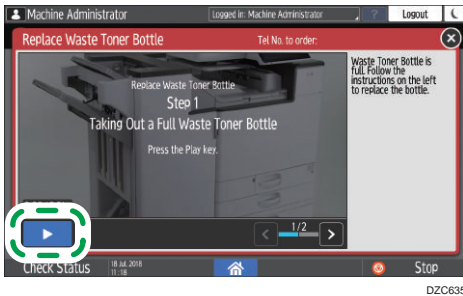 Machine Administrator
Logged in: Machine Administrator
?
Logout
Replace Waste Toner Bottle
Tel No. to order:
Replace Waste Toner Bottle
Step 1
Taking Out a Full Waste Toner Bottle
Press the Play key.
Waste Toner Bottle is
full. Follow the
instructions on the left
to replace the bottle.
1/2
Check Status
18 Jul. 2018
11:18
Stop
DZC635